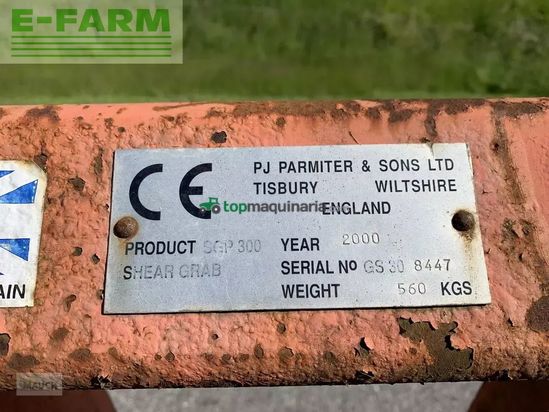 E-FARM
PJ PARMITER & SONS LTD
TISBURY WILTSHIRE
topmaquinaria
ENGLAND
PRODUCT SGP 300 YEAR 2000
SHEAR GRAB SERIAL No GS 30 8447
WEIGHT 560 KGS
AIN
MAUCH